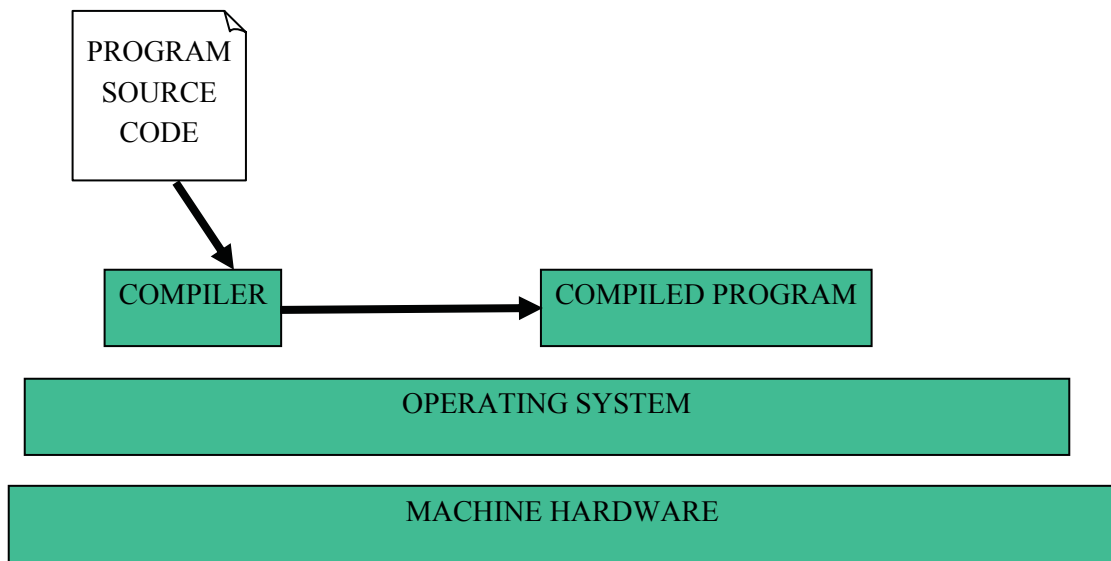 PROGRAM
SOURCE
CODE
COMPILER
COMPILED PROGRAM
OPERATING SYSTEM
MACHINE HARDWARE